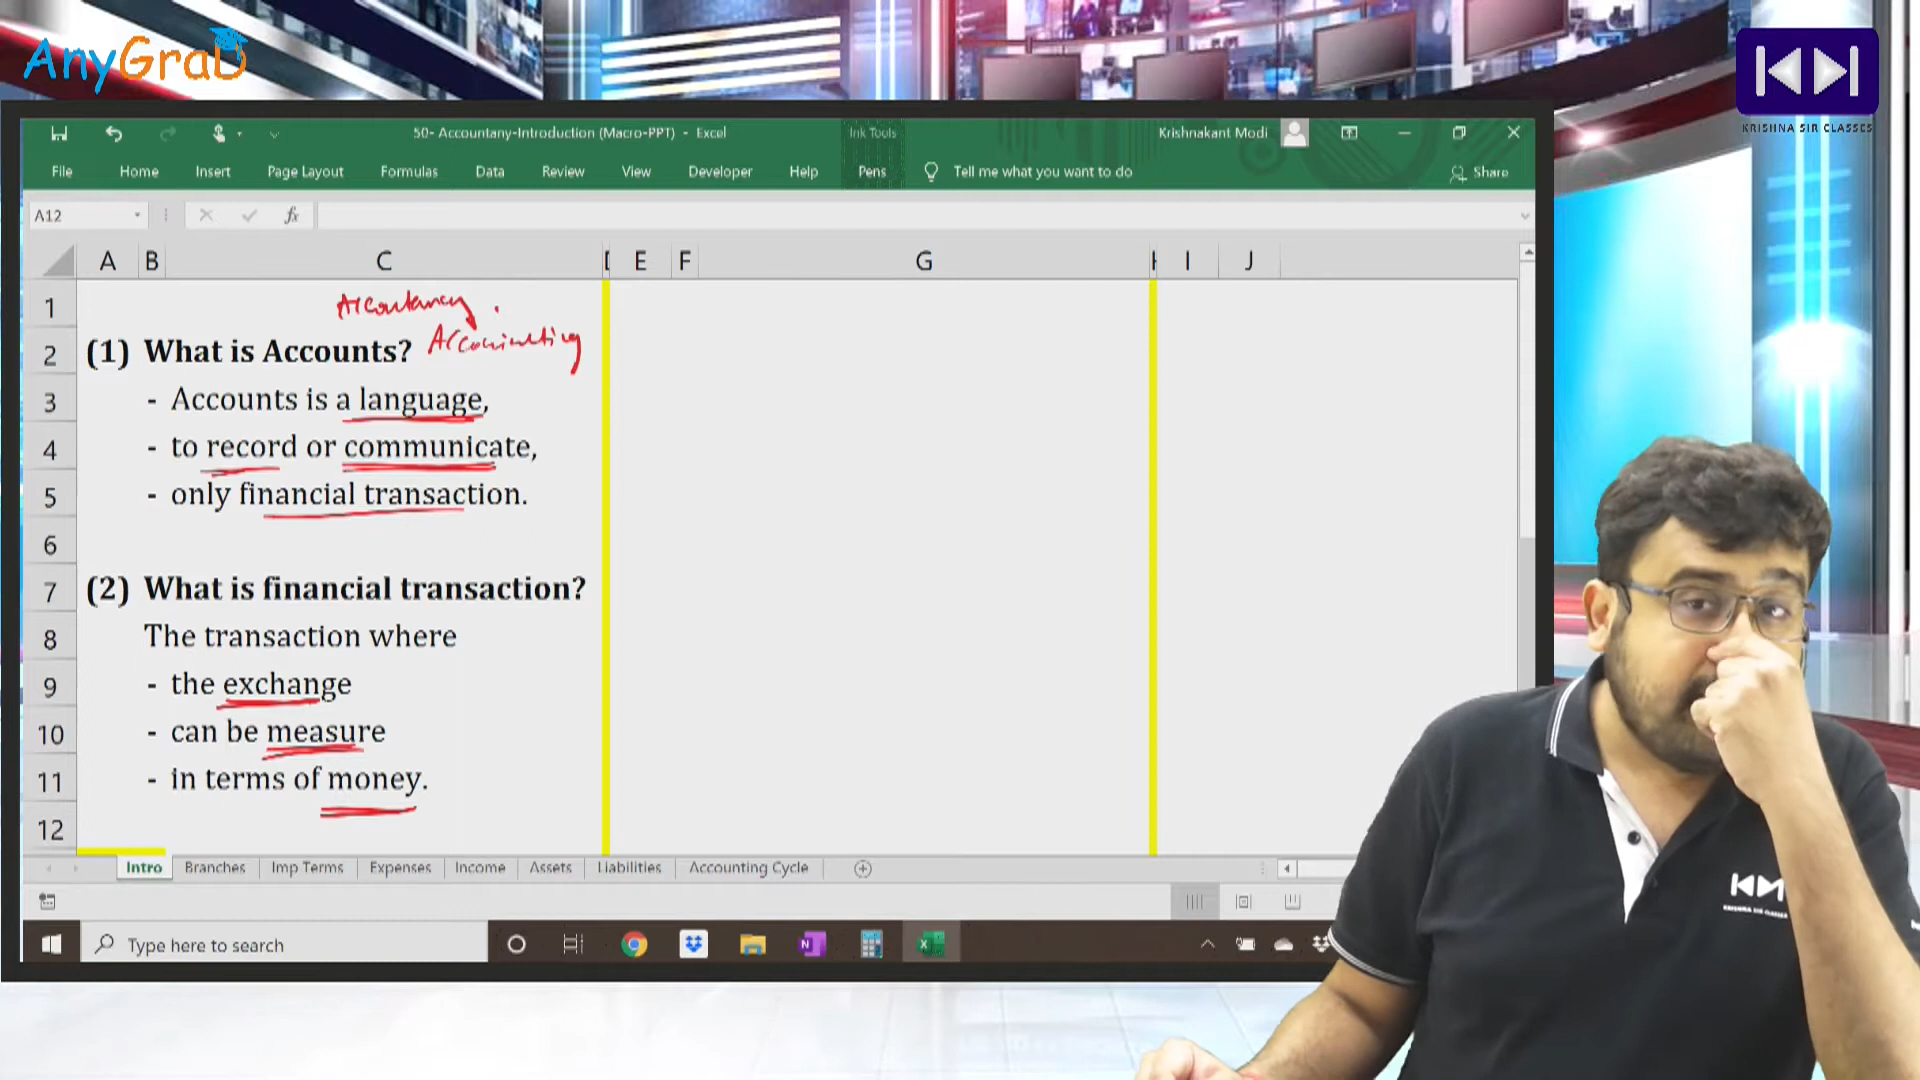 AnyGraD
KRISHNA SIR CLASSES
50- Accountany-Introduction (Macro-PPT) - Excel
Ink Tools
Krishnakant Modi
File Home Insert Page Layout Formulas Data Review View Developer Help Pens Tell me what you want to do Share
A12 fx
A B C E F G I J
Accountancy
1
Accounting
2 (1) What is Accounts?
3 - Accounts is a language,
4 - to record or communicate,
5 - only financial transaction.
6
7 (2) What is financial transaction?
8 The transaction where
9 - the exchange
10 - can be measure
11 - in terms of money.
12
Intro Branches Imp Terms Expenses Income Assets Liabilities Accounting Cycle
Type here to search